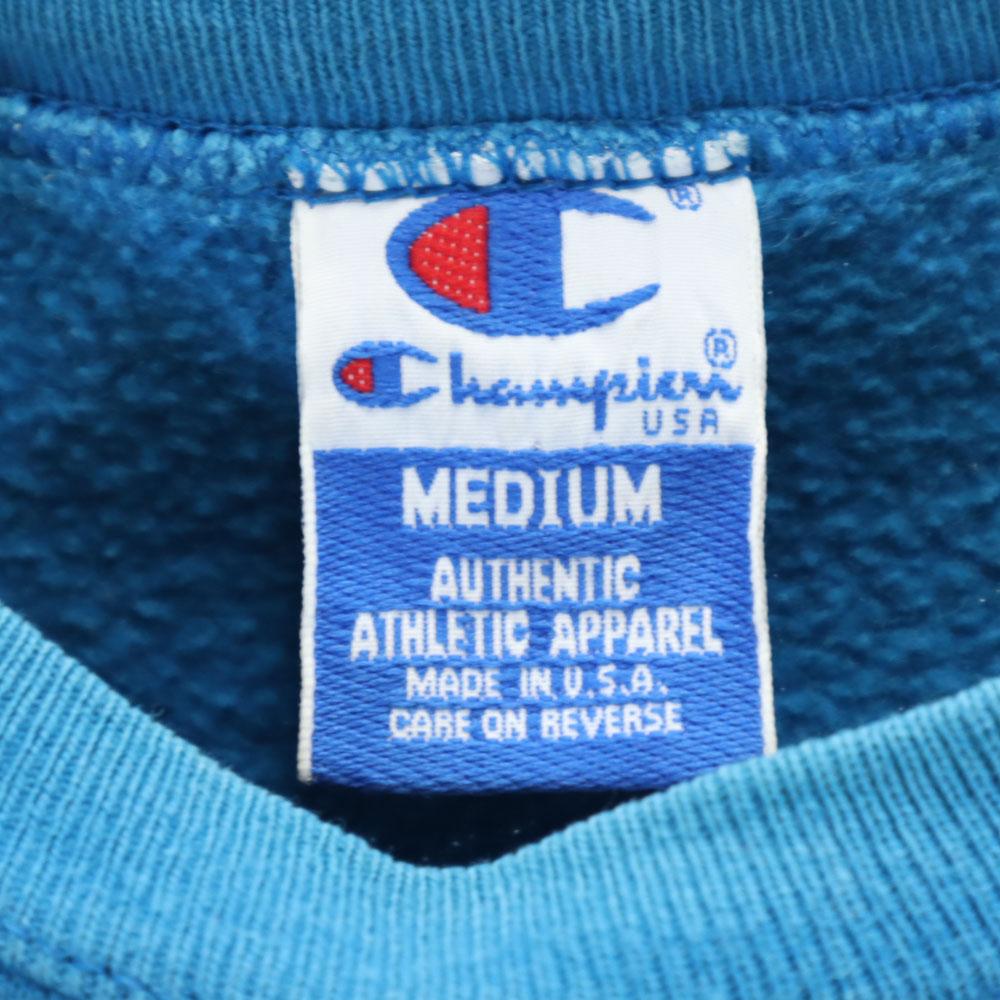 ®
Champion®
USA
MEDIUM
AUTHENTIC
ATHLETIC APPAREL
MADE IN U.S.A.
CARE ON REVERSE